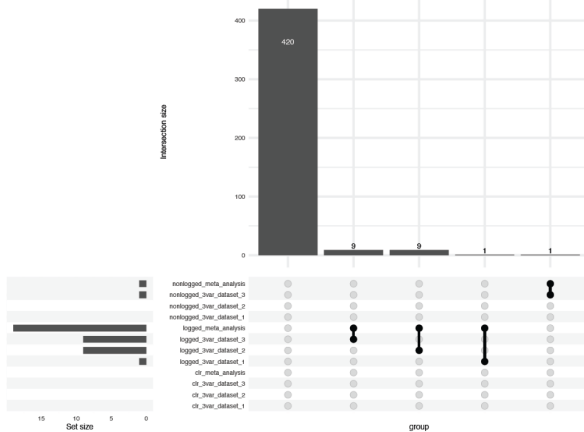 400
420
300
Intersection size
200
100
9
9
1
1
0
nonlogged_meta_analysis
nonlogged_3var_dataset_3
nonlogged_3var_dataset_2
nonlogged_3var_dataset_1
logged_meta_analysis
logged_3var_dataset_3
logged_3var_dataset_2
logged_3var_dataset_1
clr_meta_analysis
clr_3var_dataset_3
clr_3var_dataset_2
clr_3var_dataset_1
15 10 5 0
Set size
group